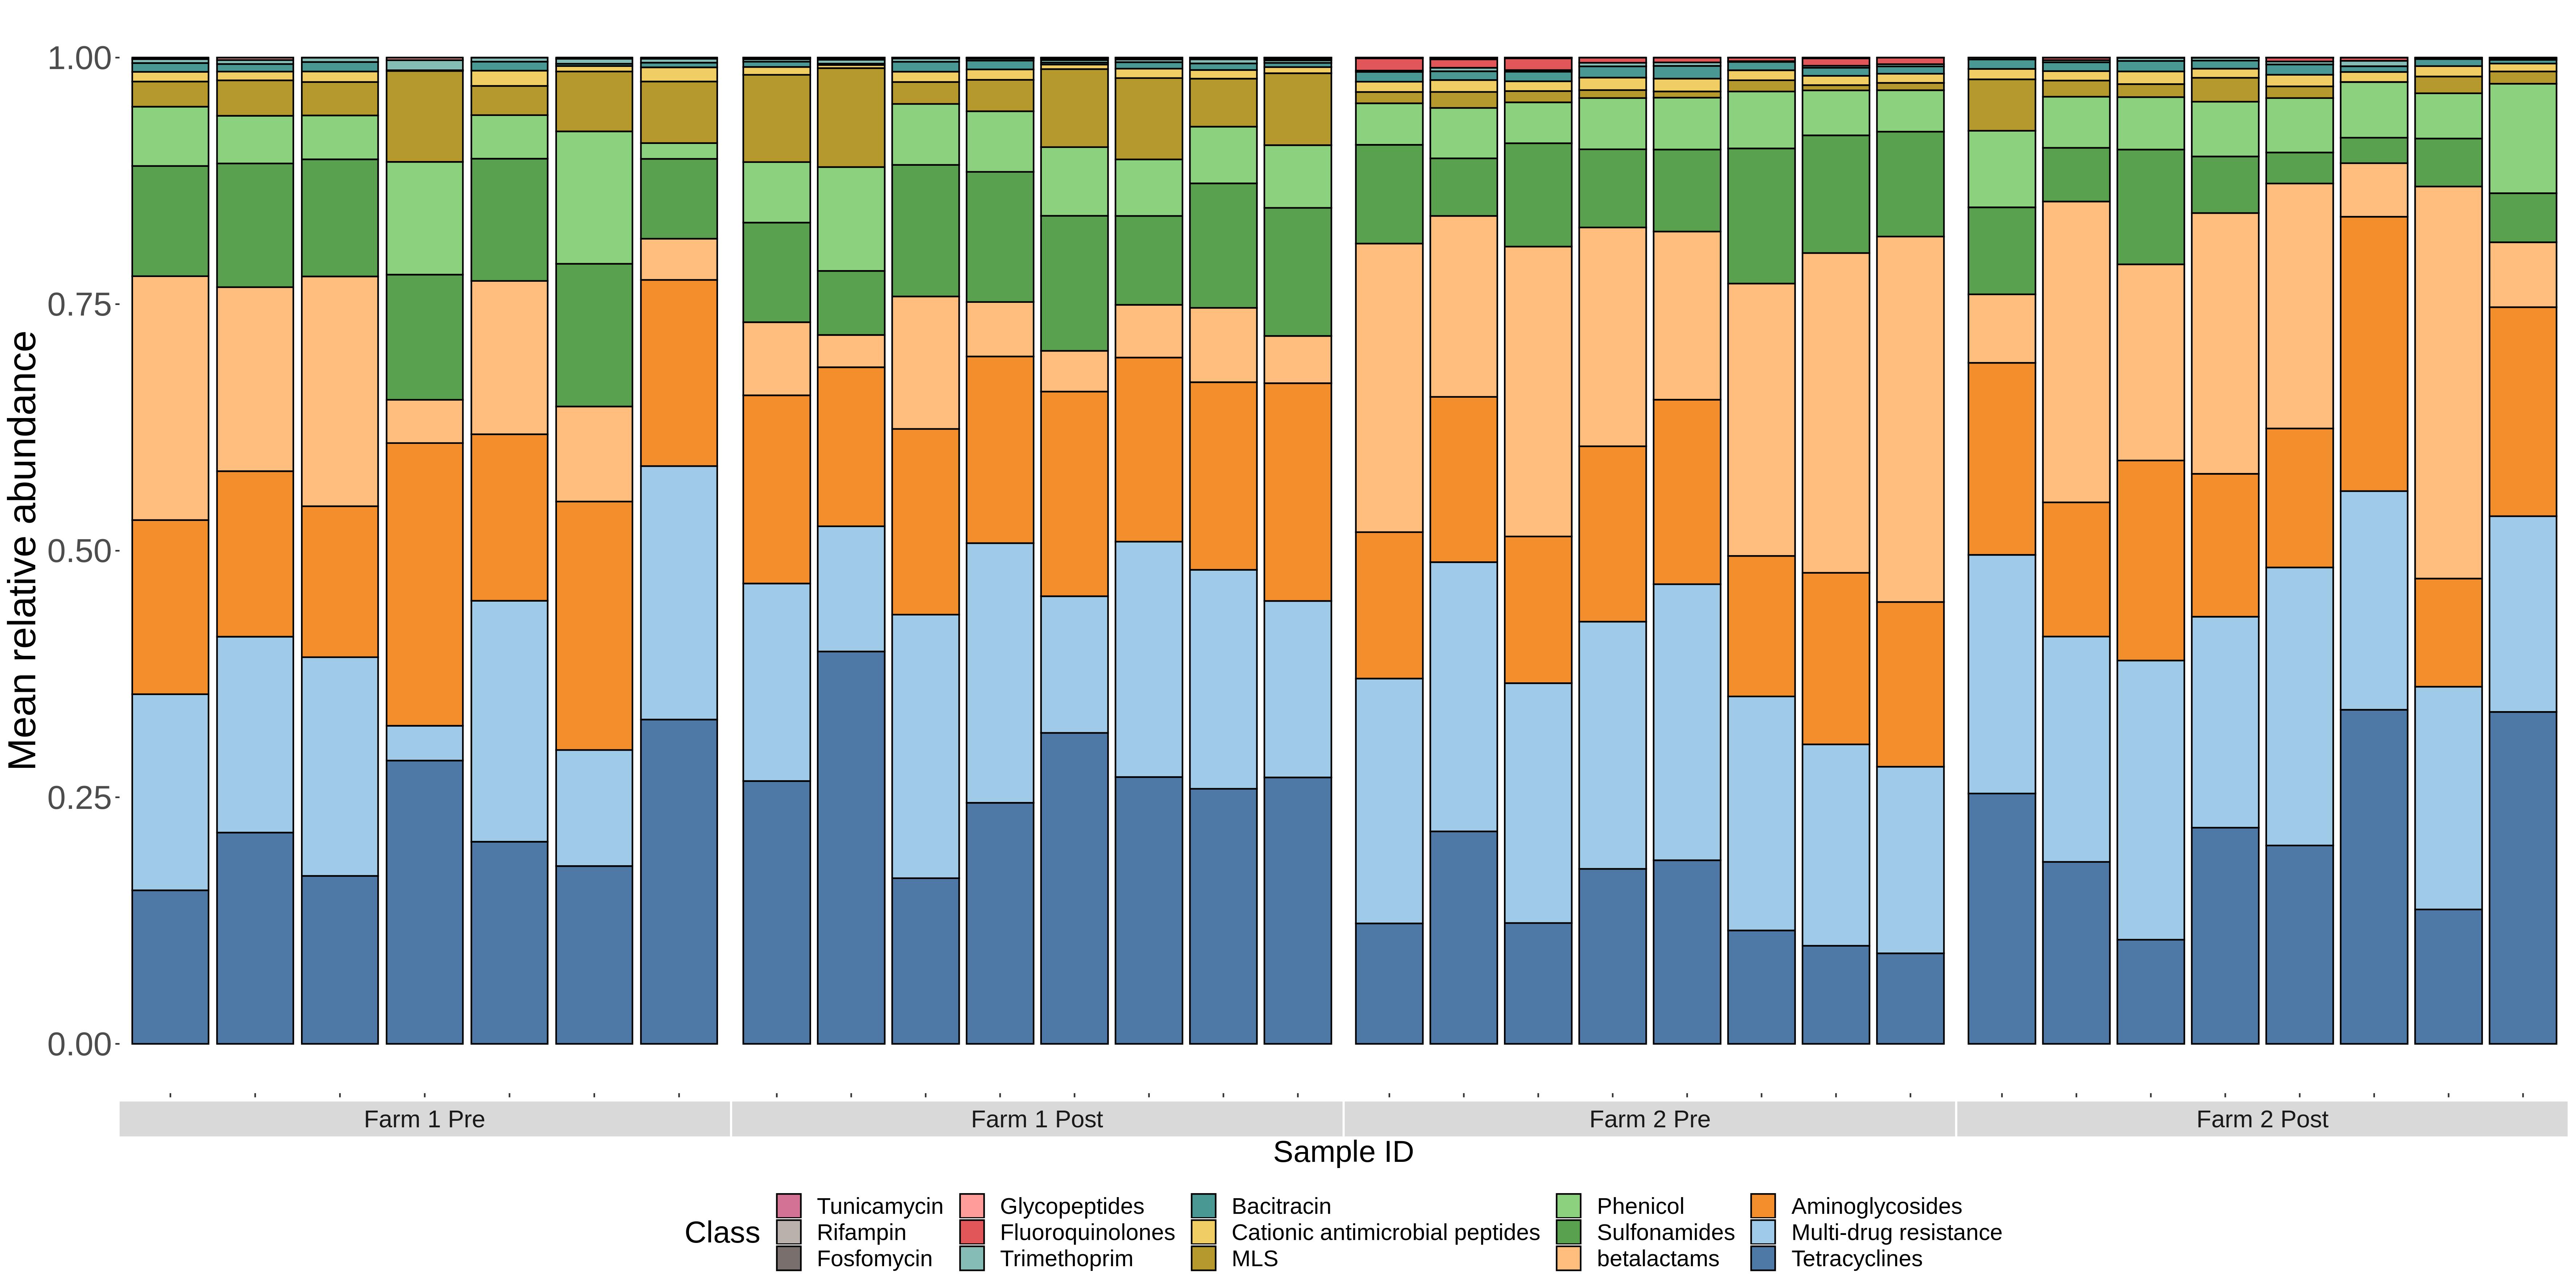 Mean relative abundance
1.00
0.75
0.50
0.25
0.00
Farm 1 Pre
Farm 1 Post
Farm 2 Pre
Farm 2 Post
Sample ID
Class
Tunicamycin
Rifampin
Fosfomycin
Glycopeptides
Fluoroquinolones
Trimethoprim
Bacitracin
Cationic antimicrobial peptides
MLS
Phenicol
Sulfonamides
betalactams
Aminoglycosides
Multi-drug resistance
Tetracyclines